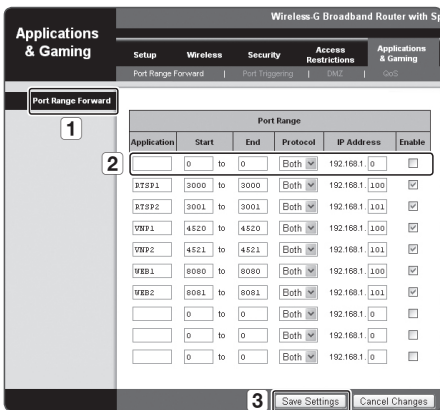 Wireless-G Broadband Router with Sp
Applications & Gaming
Setup Wireless Security Access Restrictions Applications & Gaming
Port Range Forward | Port Triggering | DMZ | QoS
Port Range Forward
1
Port Range
Application Start End Protocol IP Address Enable
2
0 to 0 Both 192.168.1. 0
RTSP1 3000 to 3000 Both 192.168.1. 100
RTSP2 3001 to 3001 Both 192.168.1. 101
VNP1 4520 to 4520 Both 192.168.1. 100
VNP2 4521 to 4521 Both 192.168.1. 101
WEB1 8080 to 8080 Both 192.168.1. 100
WEB2 8081 to 8081 Both 192.168.1. 101
0 to 0 Both 192.168.1. 0
0 to 0 Both 192.168.1. 0
0 to 0 Both 192.168.1. 0
3 Save Settings Cancel Changes